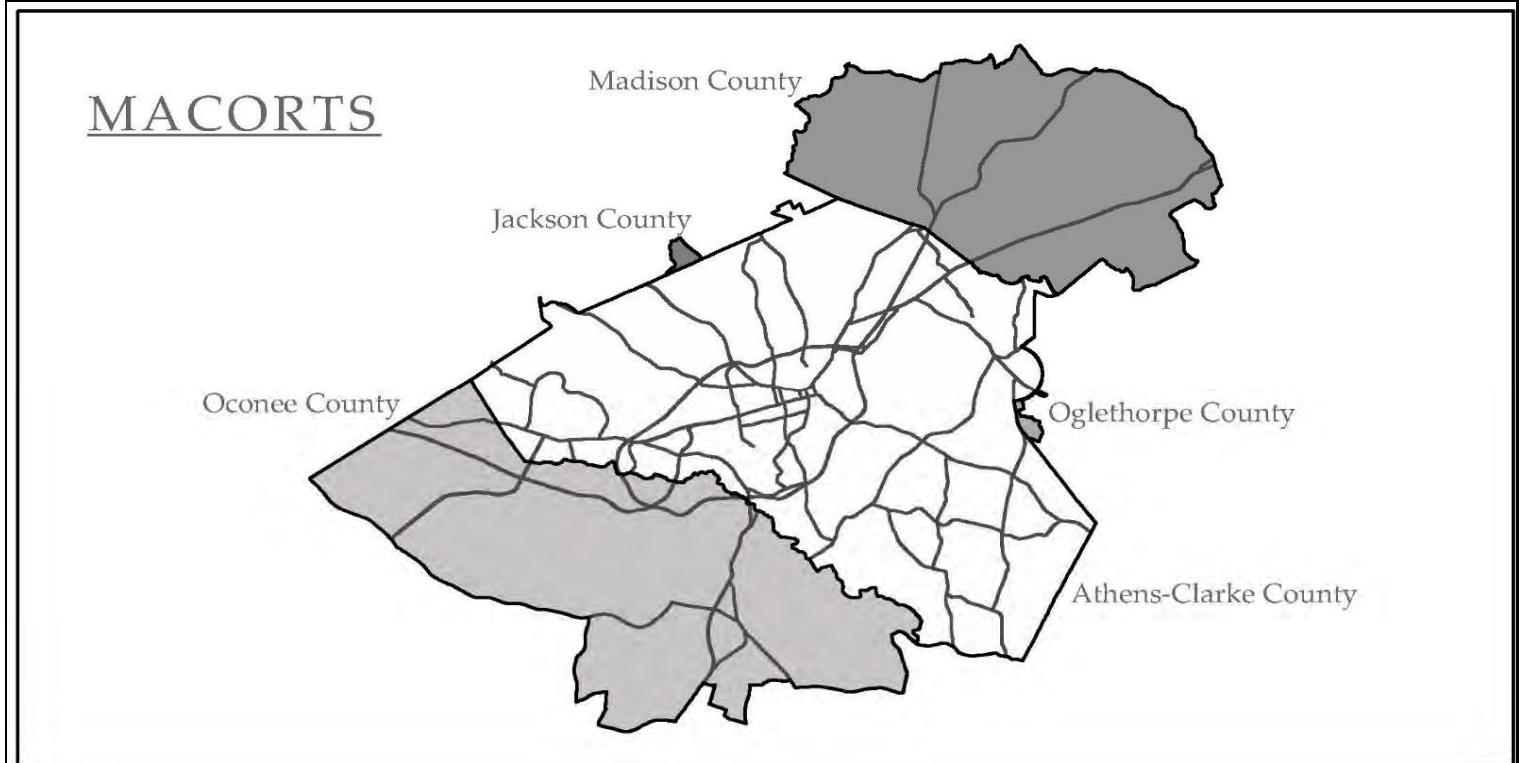 MACORTS
Madison County
Jackson County
Oconee County
Oglethorpe County
Athens-Clarke County